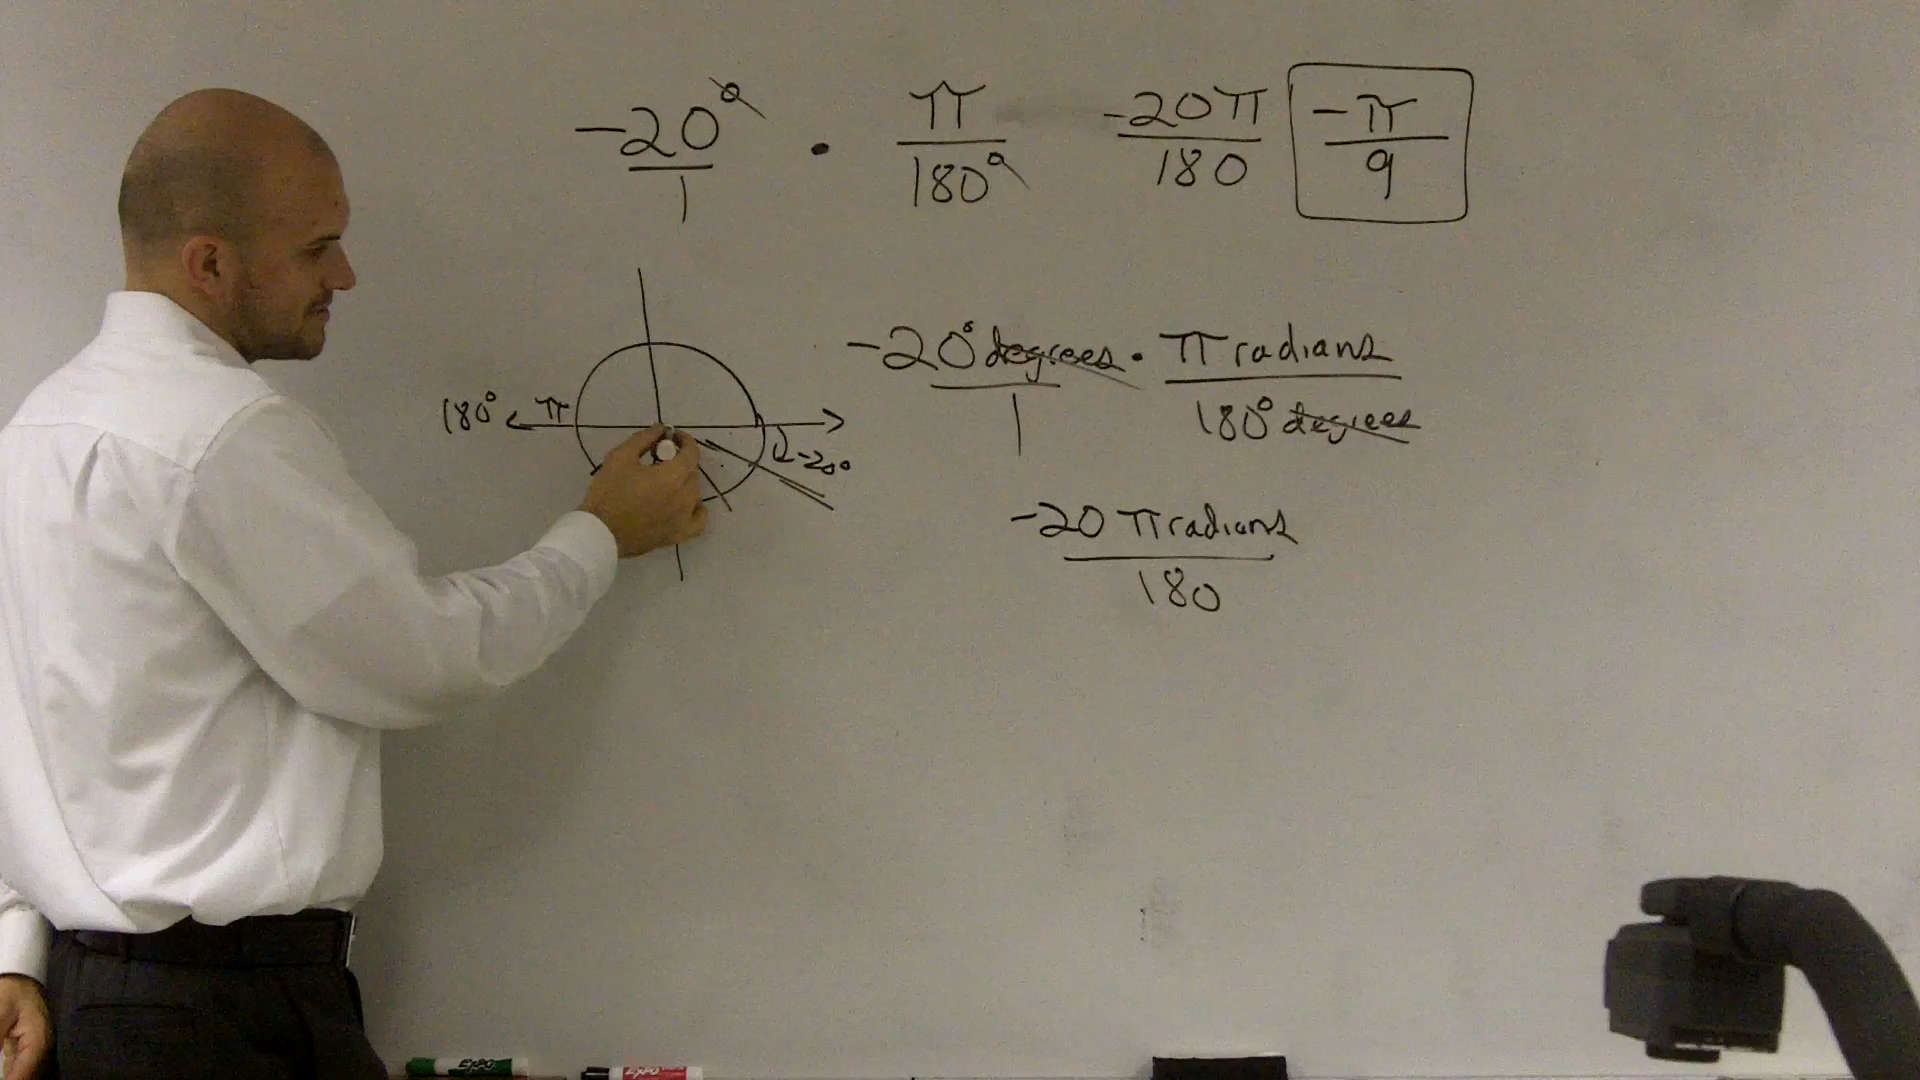 -20°/1 · π/180° -20π/180 -π/9
-20° degrees/1 · π radians/180° degrees
180° π -20°
-20 π radians/180
EXPO EXPO